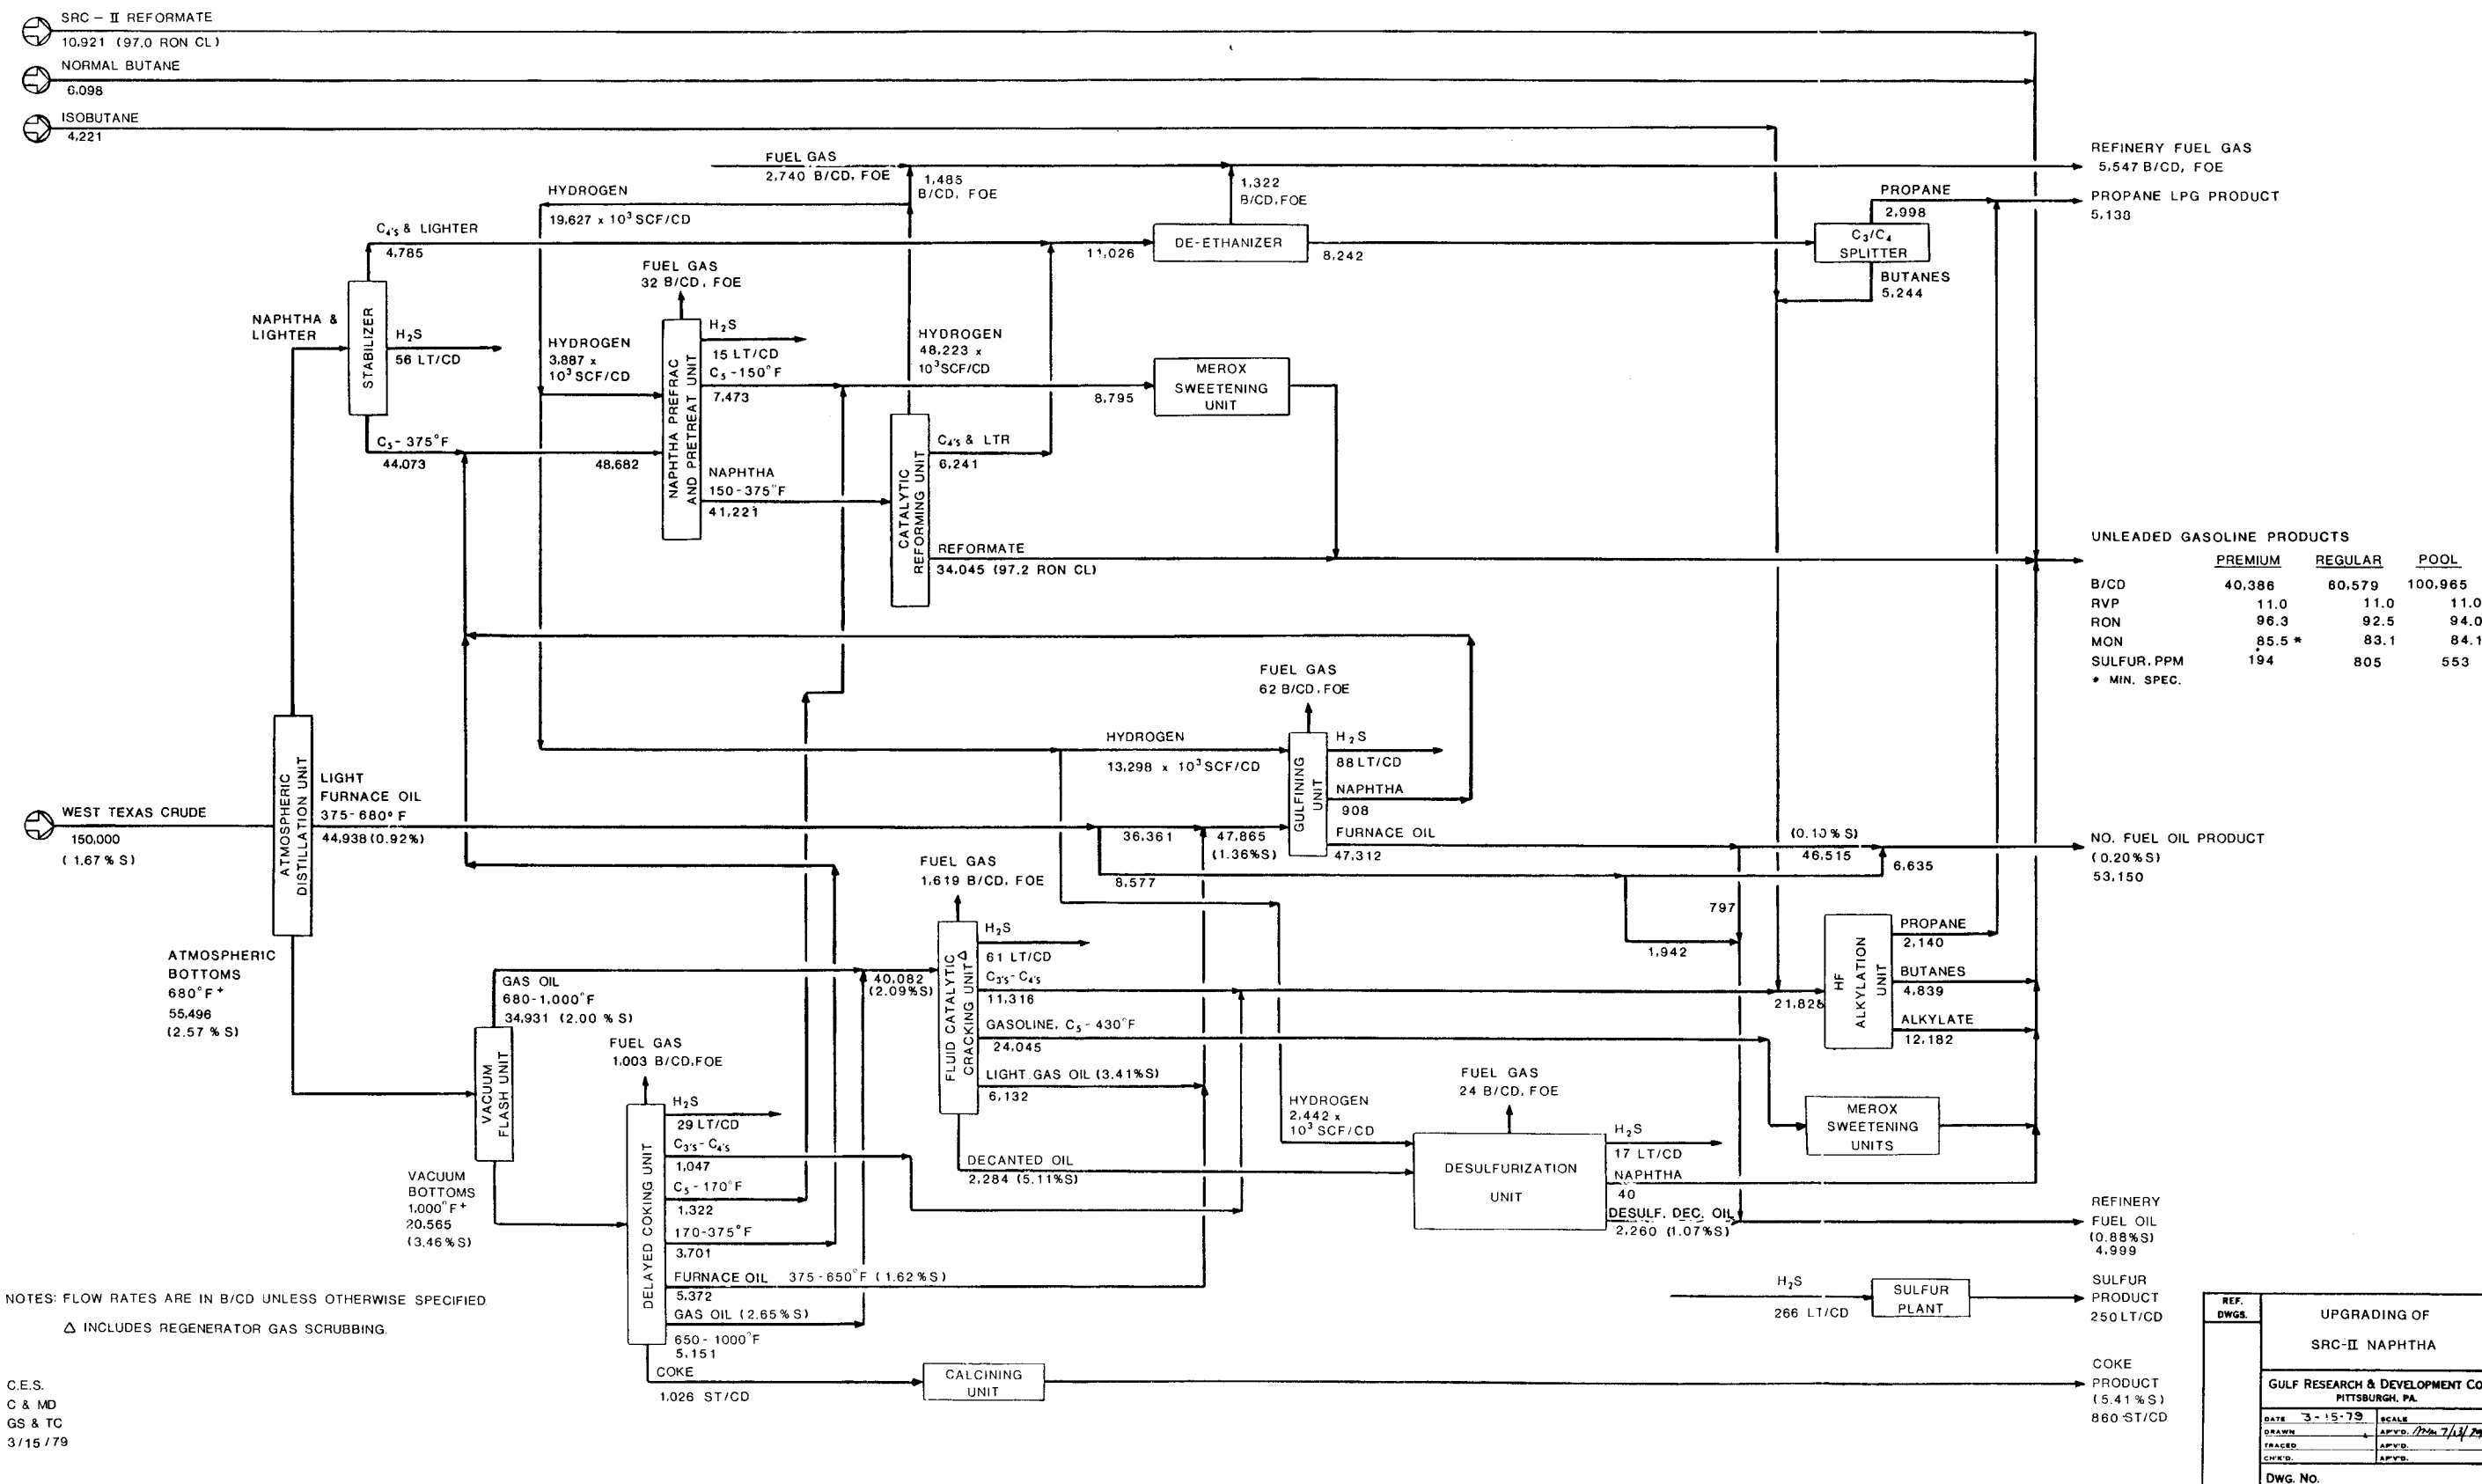 SRC – II REFORMATE
10,921 (97.0 RON CL)
NORMAL BUTANE
6,098
ISOBUTANE
4,221
FUEL GAS
2,740 B/CD, FOE
1,485
B/CD, FOE
1,322
B/CD, FOE
REFINERY FUEL GAS
5,547 B/CD, FOE
HYDROGEN
19,627 x 10³ SCF/CD
PROPANE
2,998
PROPANE LPG PRODUCT
5,138
C₄'s & LIGHTER
4,785
11,026
DE-ETHANIZER
8,242
C₃/C₄
SPLITTER
BUTANES
5,244
FUEL GAS
32 B/CD, FOE
NAPHTHA &
LIGHTER
STABILIZER
H₂S
56 LT/CD
HYDROGEN
3,887 x
10³ SCF/CD
NAPHTHA PREFRAC
AND PRETREAT UNIT
H₂S
15 LT/CD
C₅ -150°F
7,473
HYDROGEN
48,223 x
10³ SCF/CD
8,795
MEROX
SWEETENING
UNIT
C₅ - 375°F
44,073
48,682
NAPHTHA
150-375°F
41,221
CATALYTIC
REFORMING UNIT
C₄'s & LTR
6,241
REFORMATE
34,045 (97.2 RON CL)
UNLEADED GASOLINE PRODUCTS
PREMIUM REGULAR POOL
B/CD 40,386 60,579 100,965
RVP 11.0 11.0 11.0
RON 96.3 92.5 94.0
MON 85.5 * 83.1 84.1
SULFUR, PPM 194 805 553
* MIN. SPEC.
FUEL GAS
62 B/CD, FOE
HYDROGEN
13,298 x 10³ SCF/CD
GULFINING
UNIT
H₂S
88 LT/CD
NAPHTHA
908
FURNACE OIL
47,312
WEST TEXAS CRUDE
150,000
( 1.67 % S )
ATMOSPHERIC
DISTILLATION UNIT
LIGHT
FURNACE OIL
375-680° F
44,938 (0.92%)
36,361
47,865
(1.36%S)
8,577
(0.10% S)
46,515
6,635
NO. FUEL OIL PRODUCT
( 0.20%S)
53,150
797
1,942
FUEL GAS
1,619 B/CD, FOE
ATMOSPHERIC
BOTTOMS
680°F +
55,496
(2.57 % S)
GAS OIL
680-1,000°F
34,931 (2.00 % S)
40,082
(2.09%S)
FLUID CATALYTIC
CRACKING UNIT Δ
H₂S
61 LT/CD
C₃'s- C₄'s
11,316
GASOLINE, C₅ - 430°F
24,045
LIGHT GAS OIL (3.41%S)
6,132
21,828
HF
ALKYLATION
UNIT
PROPANE
2,140
BUTANES
4,839
ALKYLATE
12,182
VACUUM
FLASH UNIT
VACUUM
BOTTOMS
1,000°F+
20,565
(3.46%S)
FUEL GAS
1,003 B/CD,FOE
DELAYED COKING UNIT
H₂S
29 LT/CD
C₃'s- C₄'s
1,047
C₅ -170°F
1,322
170-375°F
3,701
FURNACE OIL 375-650°F ( 1.62 %S )
5,372
GAS OIL (2.65 %S)
650 - 1000°F
5,151
COKE
1,026 ST/CD
CALCINING
UNIT
DECANTED OIL
2,284 (5.11%S)
HYDROGEN
2,442 x
10³ SCF/CD
FUEL GAS
24 B/CD, FOE
DESULFURIZATION
UNIT
H₂S
17 LT/CD
NAPHTHA
40
DESULF. DEC. OIL
2,260 (1.07%S)
MEROX
SWEETENING
UNITS
REFINERY
FUEL OIL
(0.88%S)
4,999
H₂S
266 LT/CD
SULFUR
PLANT
SULFUR
PRODUCT
250 LT/CD
COKE
PRODUCT
( 5.41 %S )
860 ST/CD
NOTES: FLOW RATES ARE IN B/CD UNLESS OTHERWISE SPECIFIED
Δ INCLUDES REGENERATOR GAS SCRUBBING.
C.E.S.
C & MD
GS & TC
3/15/79
REF.
DWGS.
UPGRADING OF
SRC-II NAPHTHA
GULF RESEARCH & DEVELOPMENT CO
PITTSBURGH, PA.
DATE 3-15-79 SCALE
DRAWN APV'D.
TRACED APV'D.
CHK'D. APV'D.
DWG. NO.